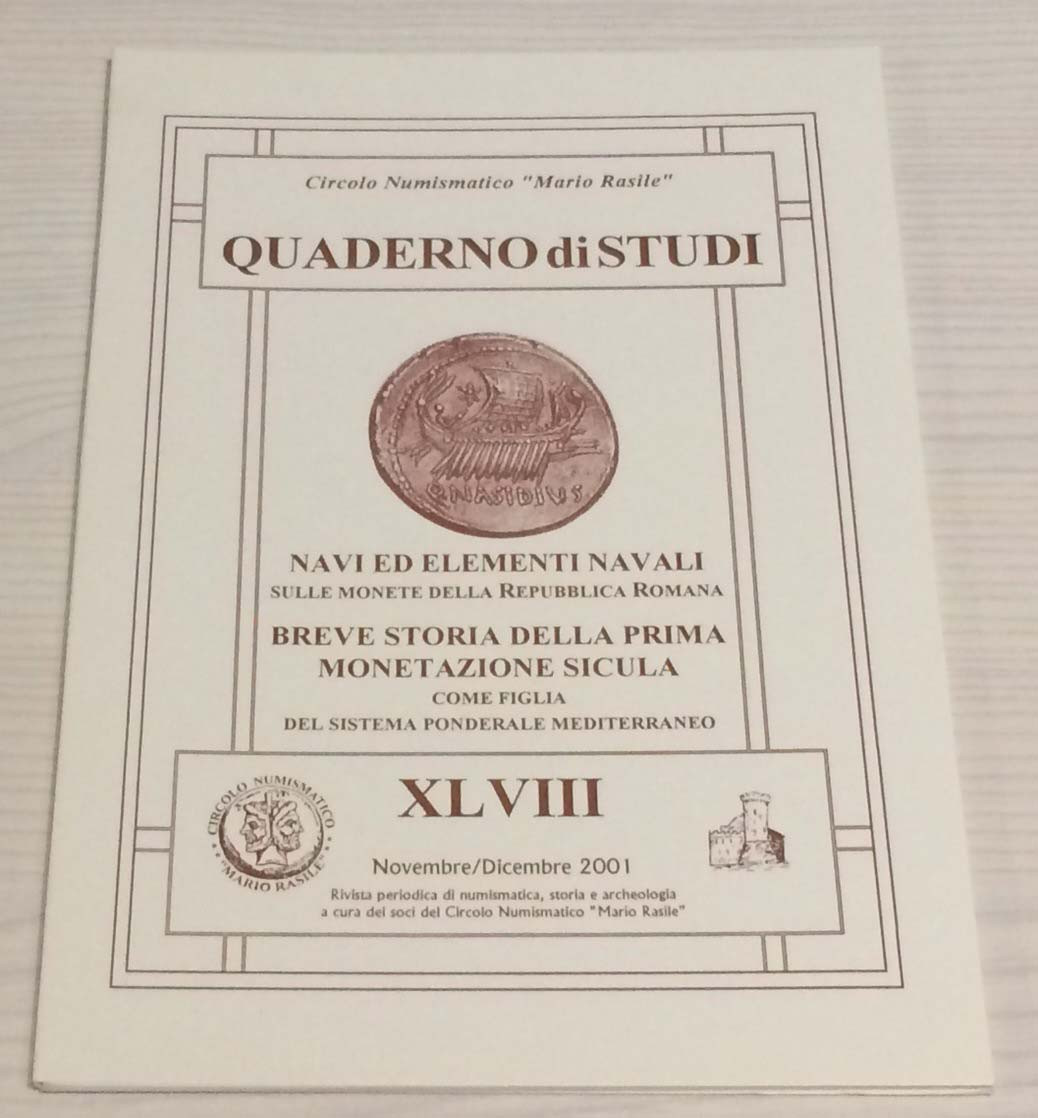 Circolo Numismatico "Mario Rasile"
QUADERNO di STUDI
Q·NASIDIVS
NAVI ED ELEMENTI NAVALI
SULLE MONETE DELLA REPUBBLICA ROMANA
BREVE STORIA DELLA PRIMA
MONETAZIONE SICULA
COME FIGLIA
DEL SISTEMA PONDERALE MEDITERRANEO
XLVIII
CIRCOLO NUMISMATICO
"MARIO RASILE"
Novembre/Dicembre 2001
Rivista periodica di numismatica, storia e archeologia
a cura dei soci del Circolo Numismatico "Mario Rasile"